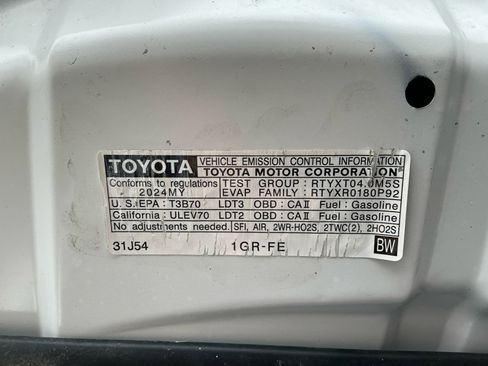 TOYOTA VEHICLE EMISSION CONTROL INFORMATION
TOYOTA MOTOR CORPORATION
Conforms to regulations TEST GROUP : RTYXT04.0M5S
2024MY EVAP FAMILY : RTYXR0180P92
U.S.EPA : T3B70 LDT3 OBD : CAII Fuel : Gasoline
California : ULEV70 LDT2 OBD : CAII Fuel : Gasoline
No adjustments needed. SFI, AIR, 2WR-HO2S, 2TWC(2), 2HO2S
31J54 1GR-FE BW